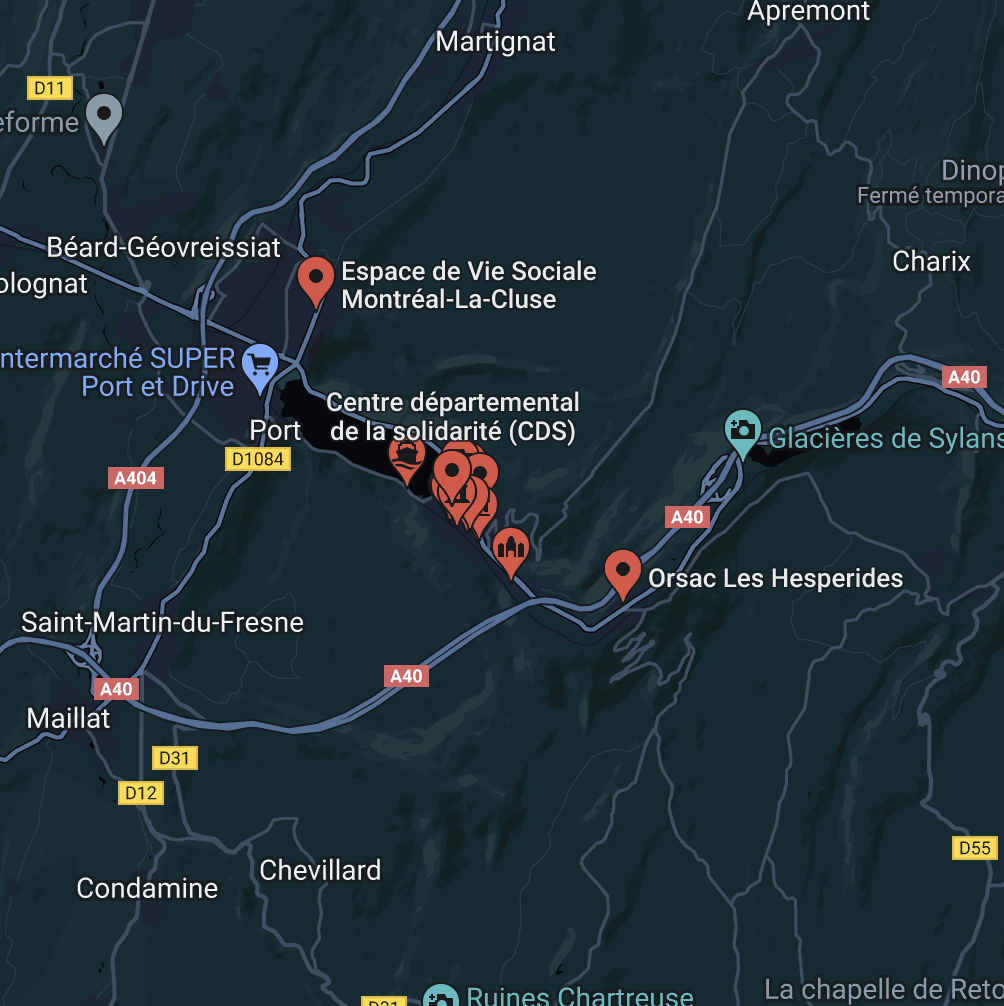 Apremont
Martignat
D11
eforme
Dinop
Fermé tempora
Béard-Géovreissiat
Charix
Espace de Vie Sociale
Montréal-La-Cluse
olognat
ntermarché SUPER
Port et Drive
A40
Centre départemental
de la solidarité (CDS)
Port
Glacières de Sylans
D1084
A404
A40
Orsac Les Hesperides
Saint-Martin-du-Fresne
A40
A40
Maillat
D31
D12
D55
Chevillard
Condamine
La chapelle de Reto
Ruines Chartreuse
D31